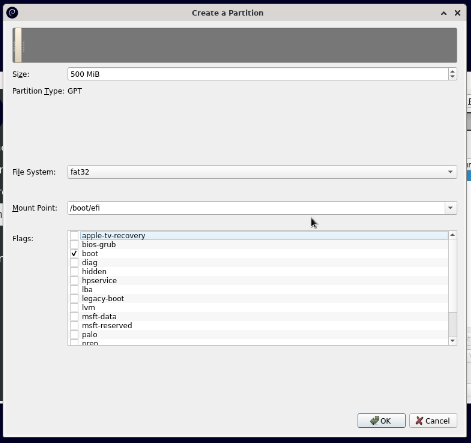 Create a Partition
Size: 500 MiB
Partition Type: GPT
File System: fat32
Mount Point: /boot/efi
Flags:
apple-tv-recovery
bios-grub
boot
diag
hidden
hpservice
lba
legacy-boot
lvm
msft-data
msft-reserved
palo
prep
OK Cancel